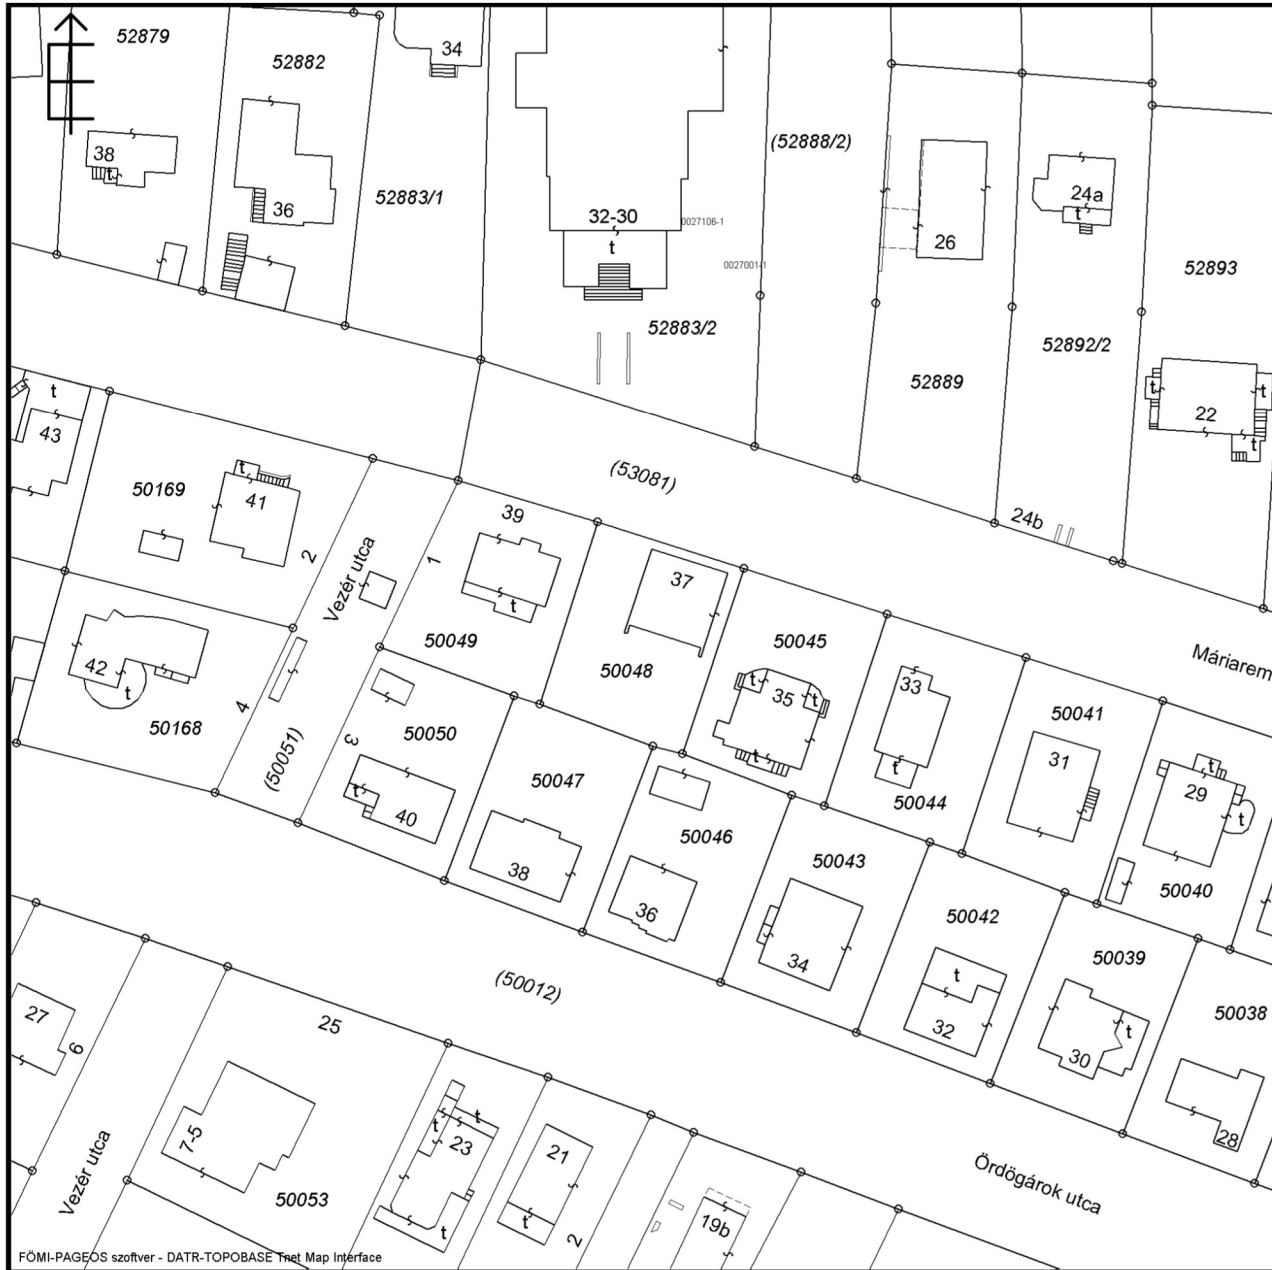 52879
52882
34
38
t
36
52883/1
32-30
t
0027106-1
0027001-1
52883/2
(52888/2)
26
52889
24a
t
52892/2
52893
t
22
t
t
t
43
50169
t
41
2
Vezér utca
1
39
(53081)
24b
t
50049
37
50048
50045
t
35
t
t
33
t
50044
50041
31
Máriarem
t
29
t
50040
42
t
50168
4
(50051)
3
50050
t
40
50047
38
50046
36
50043
34
50042
t
32
50039
t
30
50038
28
(50012)
27
6
25
Vezér utca
7-5
50053
t
t
23
t
21
t
2
19b
Ördögárok utca
FÖMI-PAGEOS szoftver - DATR-TOPOBASE Tnet Map Interface